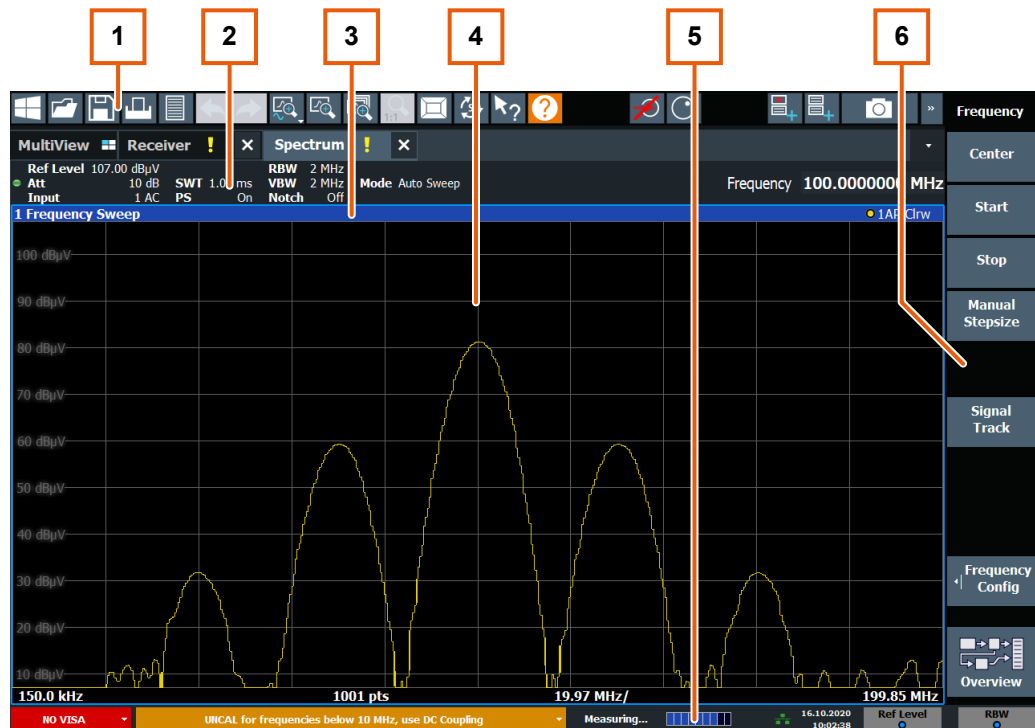 1 2 3 4 5 6
1:1 S ? ? » Frequency
MultiView Receiver ! X Spectrum ! X
Center
Ref Level 107.00 dBµV RBW 2 MHz
Att 10 dB SWT ms VBW 2 MHz Mode Auto Sweep
Input 1 AC PS On Notch Off
Frequency 100.0000000 MHz
Start
1 Frequency Sweep 1AP Clrw
100 dBµV
Stop
90 dBµV
Manual
Stepsize
80 dBµV
70 dBµV
Signal
Track
60 dBµV
50 dBµV
40 dBµV
30 dBµV
Frequency
Config
20 dBµV
10 dBµV
Overview
150.0 kHz 1001 pts 19.97 MHz/ 199.85 MHz
NO VISA UNCAL for frequencies below 10 MHz, use DC Coupling Measuring... 16.10.2020
10:02:38
Ref Level RBW